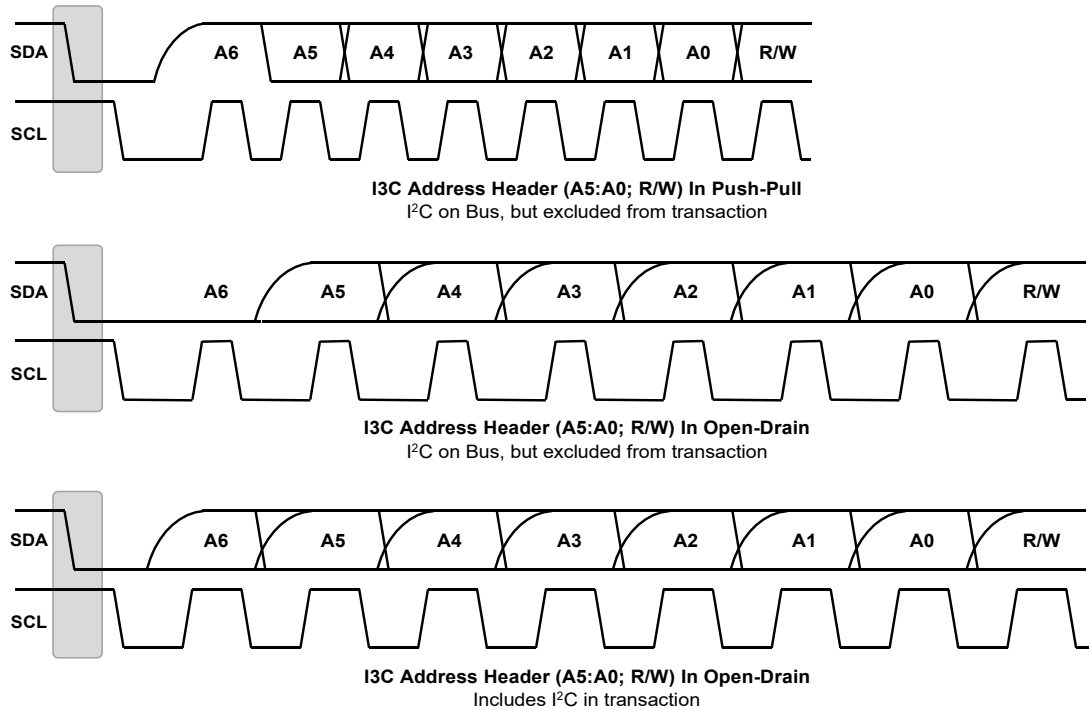 SDA A6 A5 A4 A3 A2 A1 A0 R/W
SCL
I3C Address Header (A5:A0; R/W) In Push-Pull
I²C on Bus, but excluded from transaction
SDA A6 A5 A4 A3 A2 A1 A0 R/W
SCL
I3C Address Header (A5:A0; R/W) In Open-Drain
I²C on Bus, but excluded from transaction
SDA A6 A5 A4 A3 A2 A1 A0 R/W
SCL
I3C Address Header (A5:A0; R/W) In Open-Drain
Includes I²C in transaction